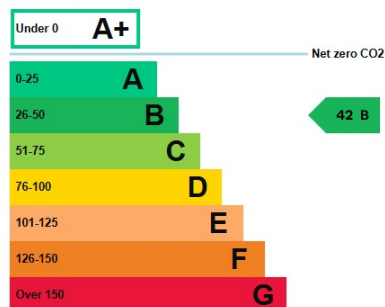 Under 0 A+
Net zero CO2
0-25 A
26-50 B
42 B
51-75 C
76-100 D
101-125 E
126-150 F
Over 150 G